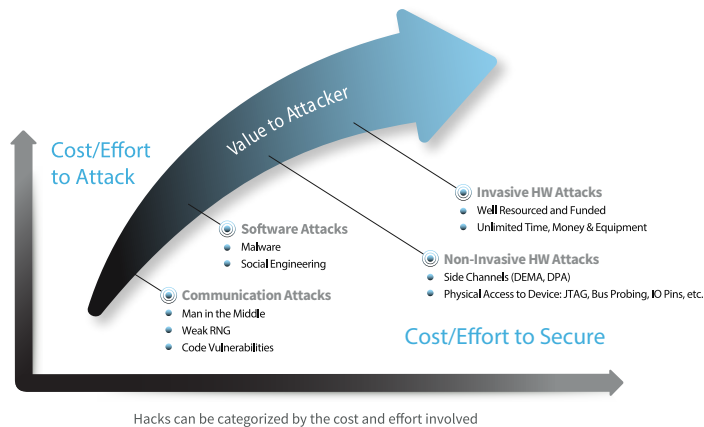 Value to Attacker
Cost/Effort
to Attack
Invasive HW Attacks
Well Resourced and Funded
Unlimited Time, Money & Equipment
Software Attacks
Malware
Social Engineering
Non-Invasive HW Attacks
Side Channels (DEMA, DPA)
Physical Access to Device: JTAG, Bus Probing, IO Pins, etc.
Communication Attacks
Man in the Middle
Weak RNG
Code Vulnerabilities
Cost/Effort to Secure
Hacks can be categorized by the cost and effort involved